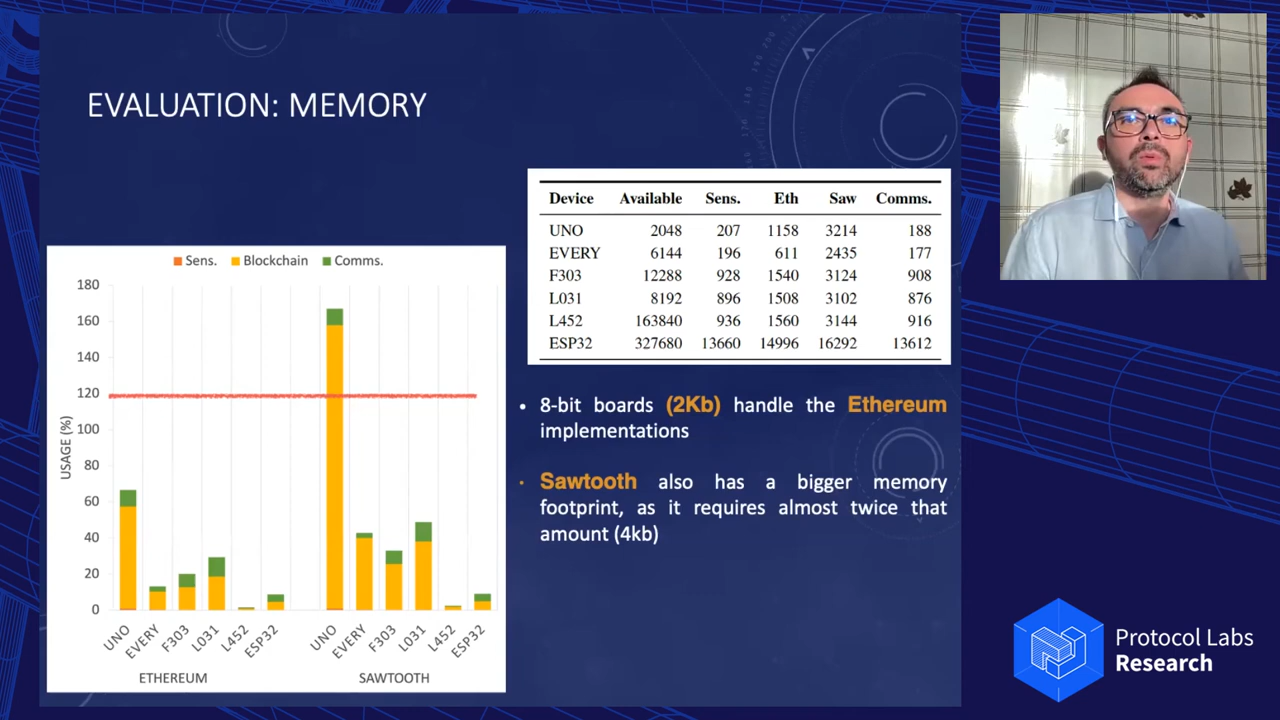 EVALUATION: MEMORY
Device Available Sens. Eth Saw Comms.
UNO 2048 207 1158 3214 188
EVERY 6144 196 611 2435 177
F303 12288 928 1540 3124 908
L031 8192 896 1508 3102 876
L452 163840 936 1560 3144 916
ESP32 327680 13660 14996 16292 13612
Sens. Blockchain Comms.
180
160
140
120
100
80
60
40
20
0
USAGE (%)
UNO EVERY F303 L031 L452 ESP32 UNO EVERY F303 L031 L452 ESP32
ETHEREUM SAWTOOTH
• 8-bit boards (2Kb) handle the Ethereum
implementations
• Sawtooth also has a bigger memory
footprint, as it requires almost twice that
amount (4kb)
Protocol Labs
Research